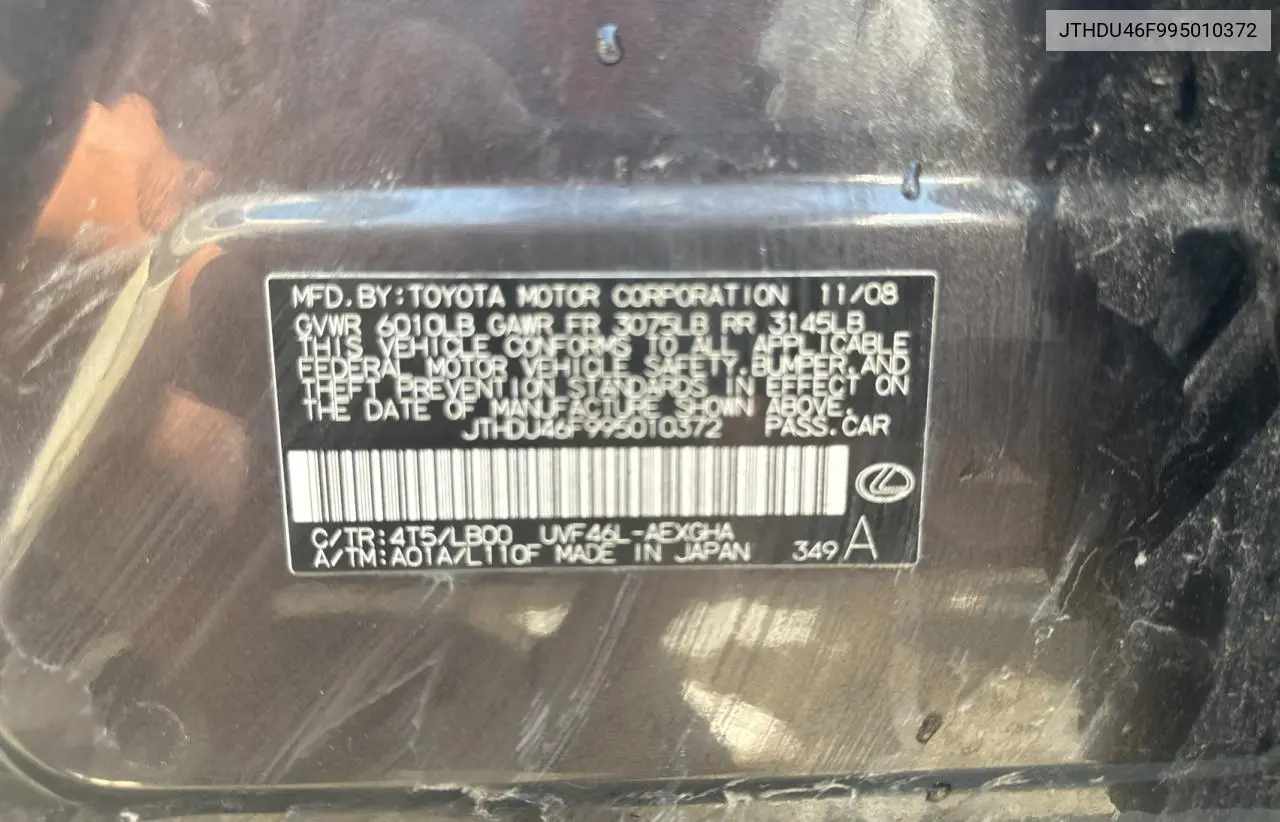 JTHDU46F995010372
MFD.BY:TOYOTA MOTOR CORPORATION 11/08
GVWR 6010LB GAWR FR 3075LB RR 3145LB
THIS VEHICLE CONFORMS TO ALL APPLICABLE
FEDERAL MOTOR VEHICLE SAFETY,BUMPER,AND
THEFT PREVENTION STANDARDS IN EFFECT ON
THE DATE OF MANUFACTURE SHOWN ABOVE.
JTHDU46F995010372 PASS.CAR
C/TR:4T5/LB00 UVF46L-AEXGHA
A/TM:A01A/L110F MADE IN JAPAN 349 A